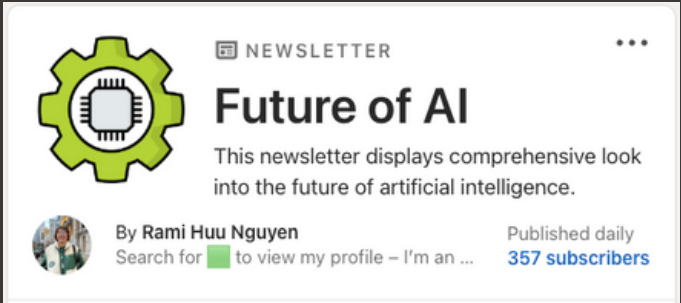 NEWSLETTER
Future of AI
This newsletter displays comprehensive look
into the future of artificial intelligence.
By Rami Huu Nguyen
Published daily
Search for 🟩 to view my profile – I'm an ...
357 subscribers